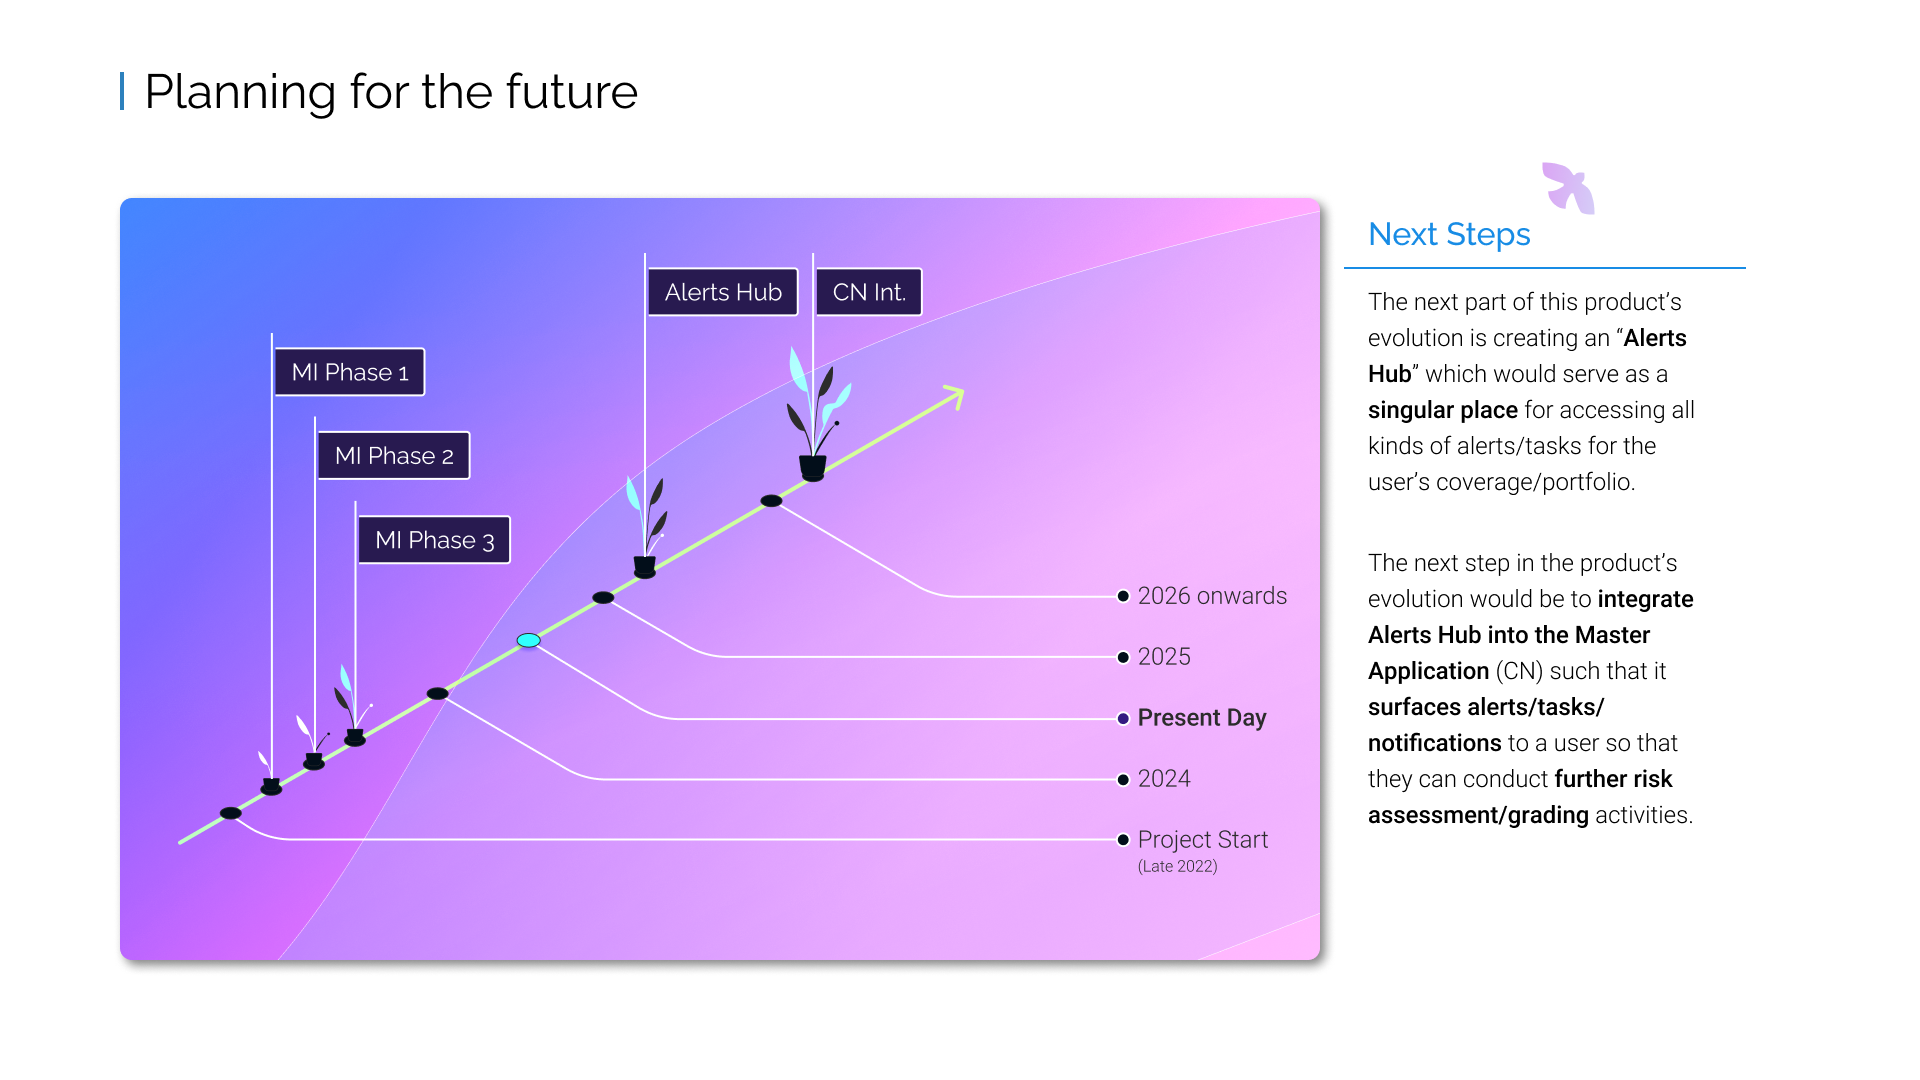 Planning for the future
Alerts Hub
CN Int.
MI Phase 1
MI Phase 2
MI Phase 3
2026 onwards
2025
Present Day
2024
Project Start
(Late 2022)
Next Steps
The next part of this product’s
evolution is creating an “Alerts
Hub” which would serve as a
singular place for accessing all
kinds of alerts/tasks for the
user’s coverage/portfolio.
The next step in the product’s
evolution would be to integrate
Alerts Hub into the Master
Application (CN) such that it
surfaces alerts/tasks/
notifications to a user so that
they can conduct further risk
assessment/grading activities.